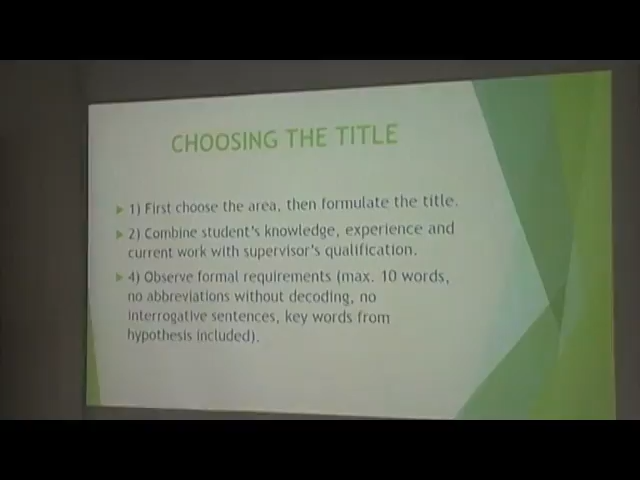 CHOOSING THE TITLE
1) First choose the area, then formulate the title.
2) Combine student's knowledge, experience and
current work with supervisor's qualification.
4) Observe formal requirements (max. 10 words,
no abbreviations without decoding, no
interrogative sentences, key words from
hypothesis included).